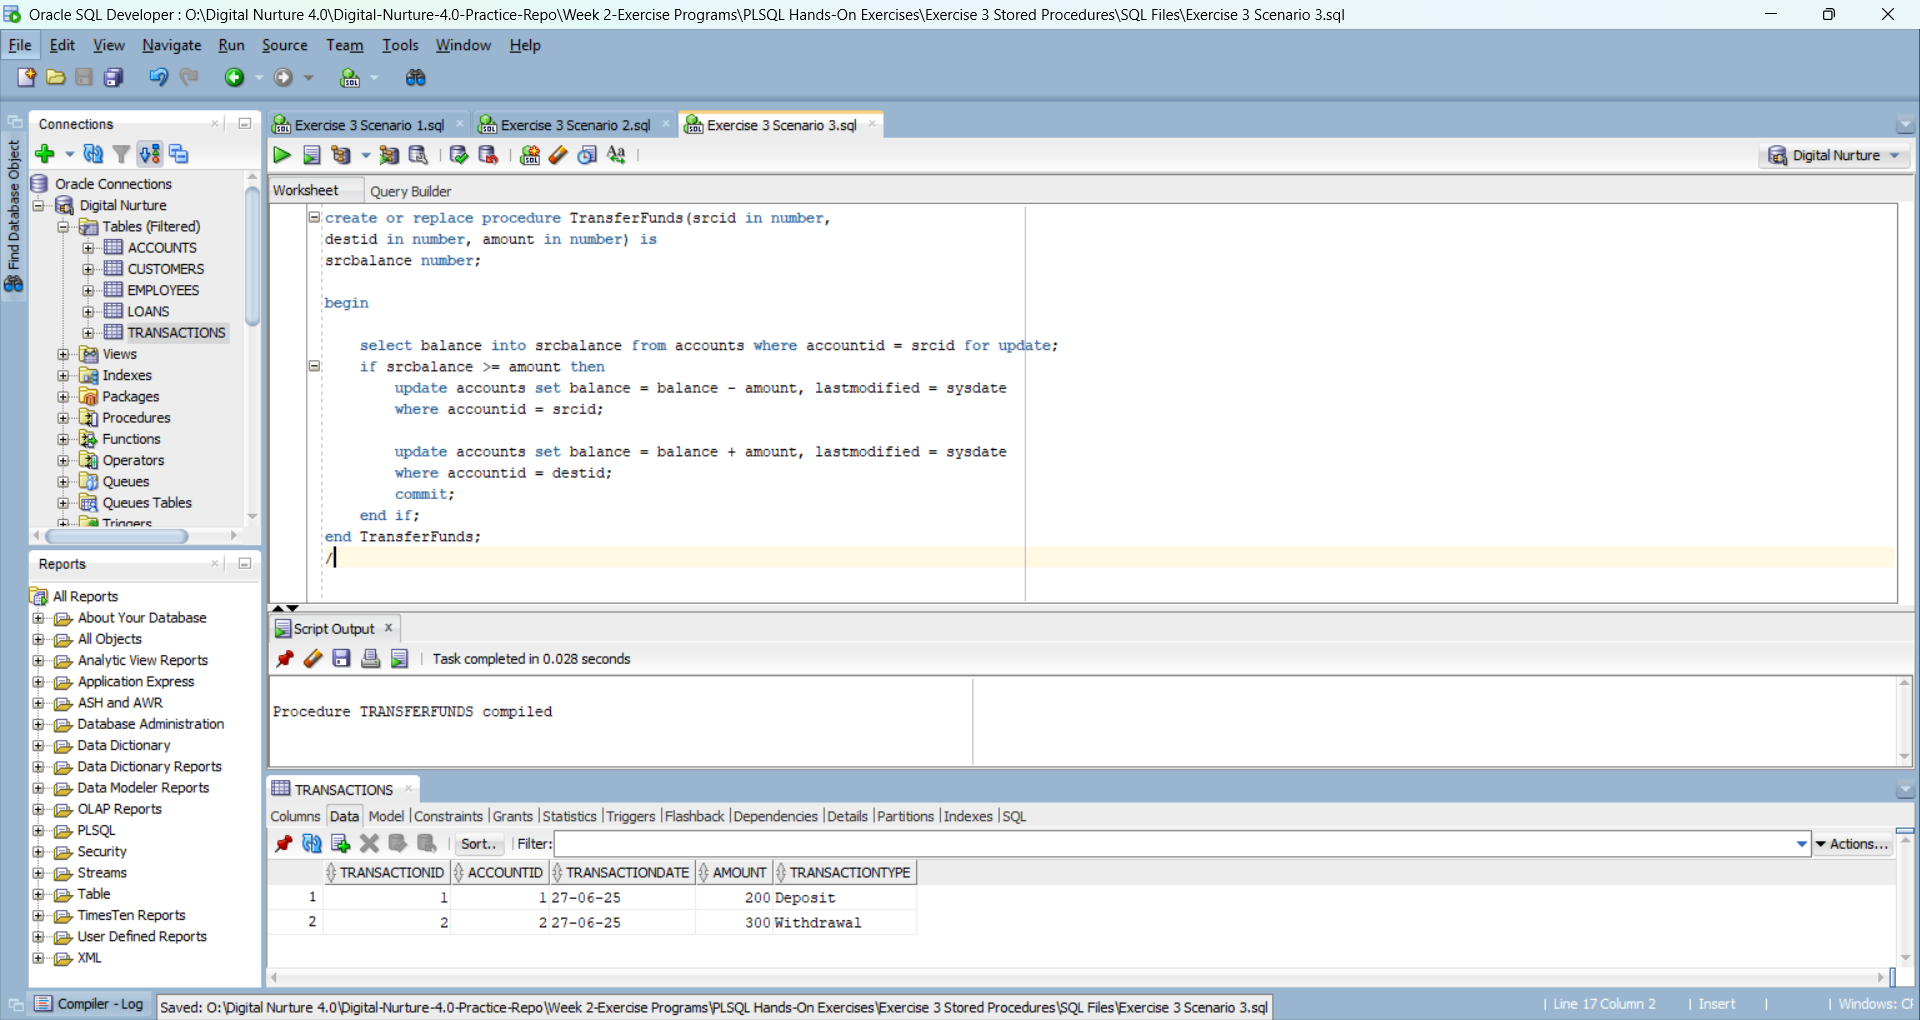 Oracle SQL Developer : O:\Digital Nurture 4.0\Digital-Nurture-4.0-Practice-Repo\Week 2-Exercise Programs\PLSQL Hands-On Exercises\Exercise 3 Stored Procedures\SQL Files\Exercise 3 Scenario 3.sql
File Edit View Navigate Run Source Team Tools Window Help
Find Database Object
Connections
Oracle Connections
Digital Nurture
Tables (Filtered)
ACCOUNTS
CUSTOMERS
EMPLOYEES
LOANS
TRANSACTIONS
Views
Indexes
Packages
Procedures
Functions
Operators
Queues
Queues Tables
Triggers
Reports
All Reports
About Your Database
All Objects
Analytic View Reports
Application Express
ASH and AWR
Database Administration
Data Dictionary
Data Dictionary Reports
Data Modeler Reports
OLAP Reports
PLSQL
Security
Streams
Table
TimesTen Reports
User Defined Reports
XML
Exercise 3 Scenario 1.sql Exercise 3 Scenario 2.sql Exercise 3 Scenario 3.sql
Digital Nurture
Worksheet Query Builder
create or replace procedure TransferFunds(srcid in number,
destid in number, amount in number) is
srcbalance number;
begin
select balance into srcbalance from accounts where accountid = srcid for update;
if srcbalance >= amount then
update accounts set balance = balance - amount, lastmodified = sysdate
where accountid = srcid;
update accounts set balance = balance + amount, lastmodified = sysdate
where accountid = destid;
commit;
end if;
end TransferFunds;
/
Script Output
Task completed in 0.028 seconds
Procedure TRANSFERFUNDS compiled
TRANSACTIONS
Columns Data Model |Constraints |Grants |Statistics |Triggers |Flashback |Dependencies |Details |Partitions |Indexes |SQL
Sort.. Filter: Actions...
TRANSACTIONID ACCOUNTID TRANSACTIONDATE AMOUNT TRANSACTIONTYPE
1 1 1 27-06-25 200 Deposit
2 2 2 27-06-25 300 Withdrawal
Compiler - Log
Saved: O:\Digital Nurture 4.0\Digital-Nurture-4.0-Practice-Repo\Week 2-Exercise Programs\PLSQL Hands-On Exercises\Exercise 3 Stored Procedures\SQL Files\Exercise 3 Scenario 3.sql
| Line 17 Column 2 | Insert | | Windows: